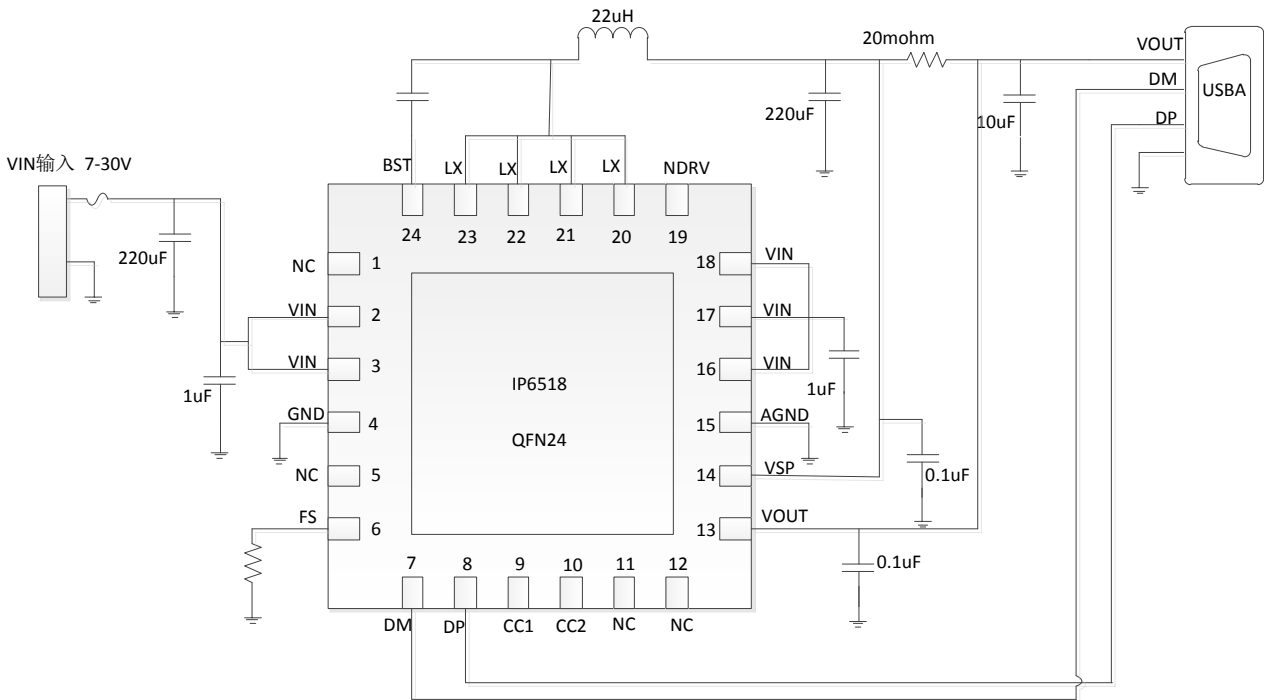 22uH
20mohm
VOUT
DM
USBA
DP
220uF
10uF
VIN输入 7-30V
BST
LX
LX
LX
LX
NDRV
24
23
22
21
20
19
220uF
NC
1
18
VIN
VIN
2
17
VIN
VIN
3
16
VIN
1uF
1uF
IP6518
GND
4
15
AGND
QFN24
NC
5
14
VSP
0.1uF
FS
6
13
VOUT
0.1uF
7
8
9
10
11
12
DM
DP
CC1
CC2
NC
NC